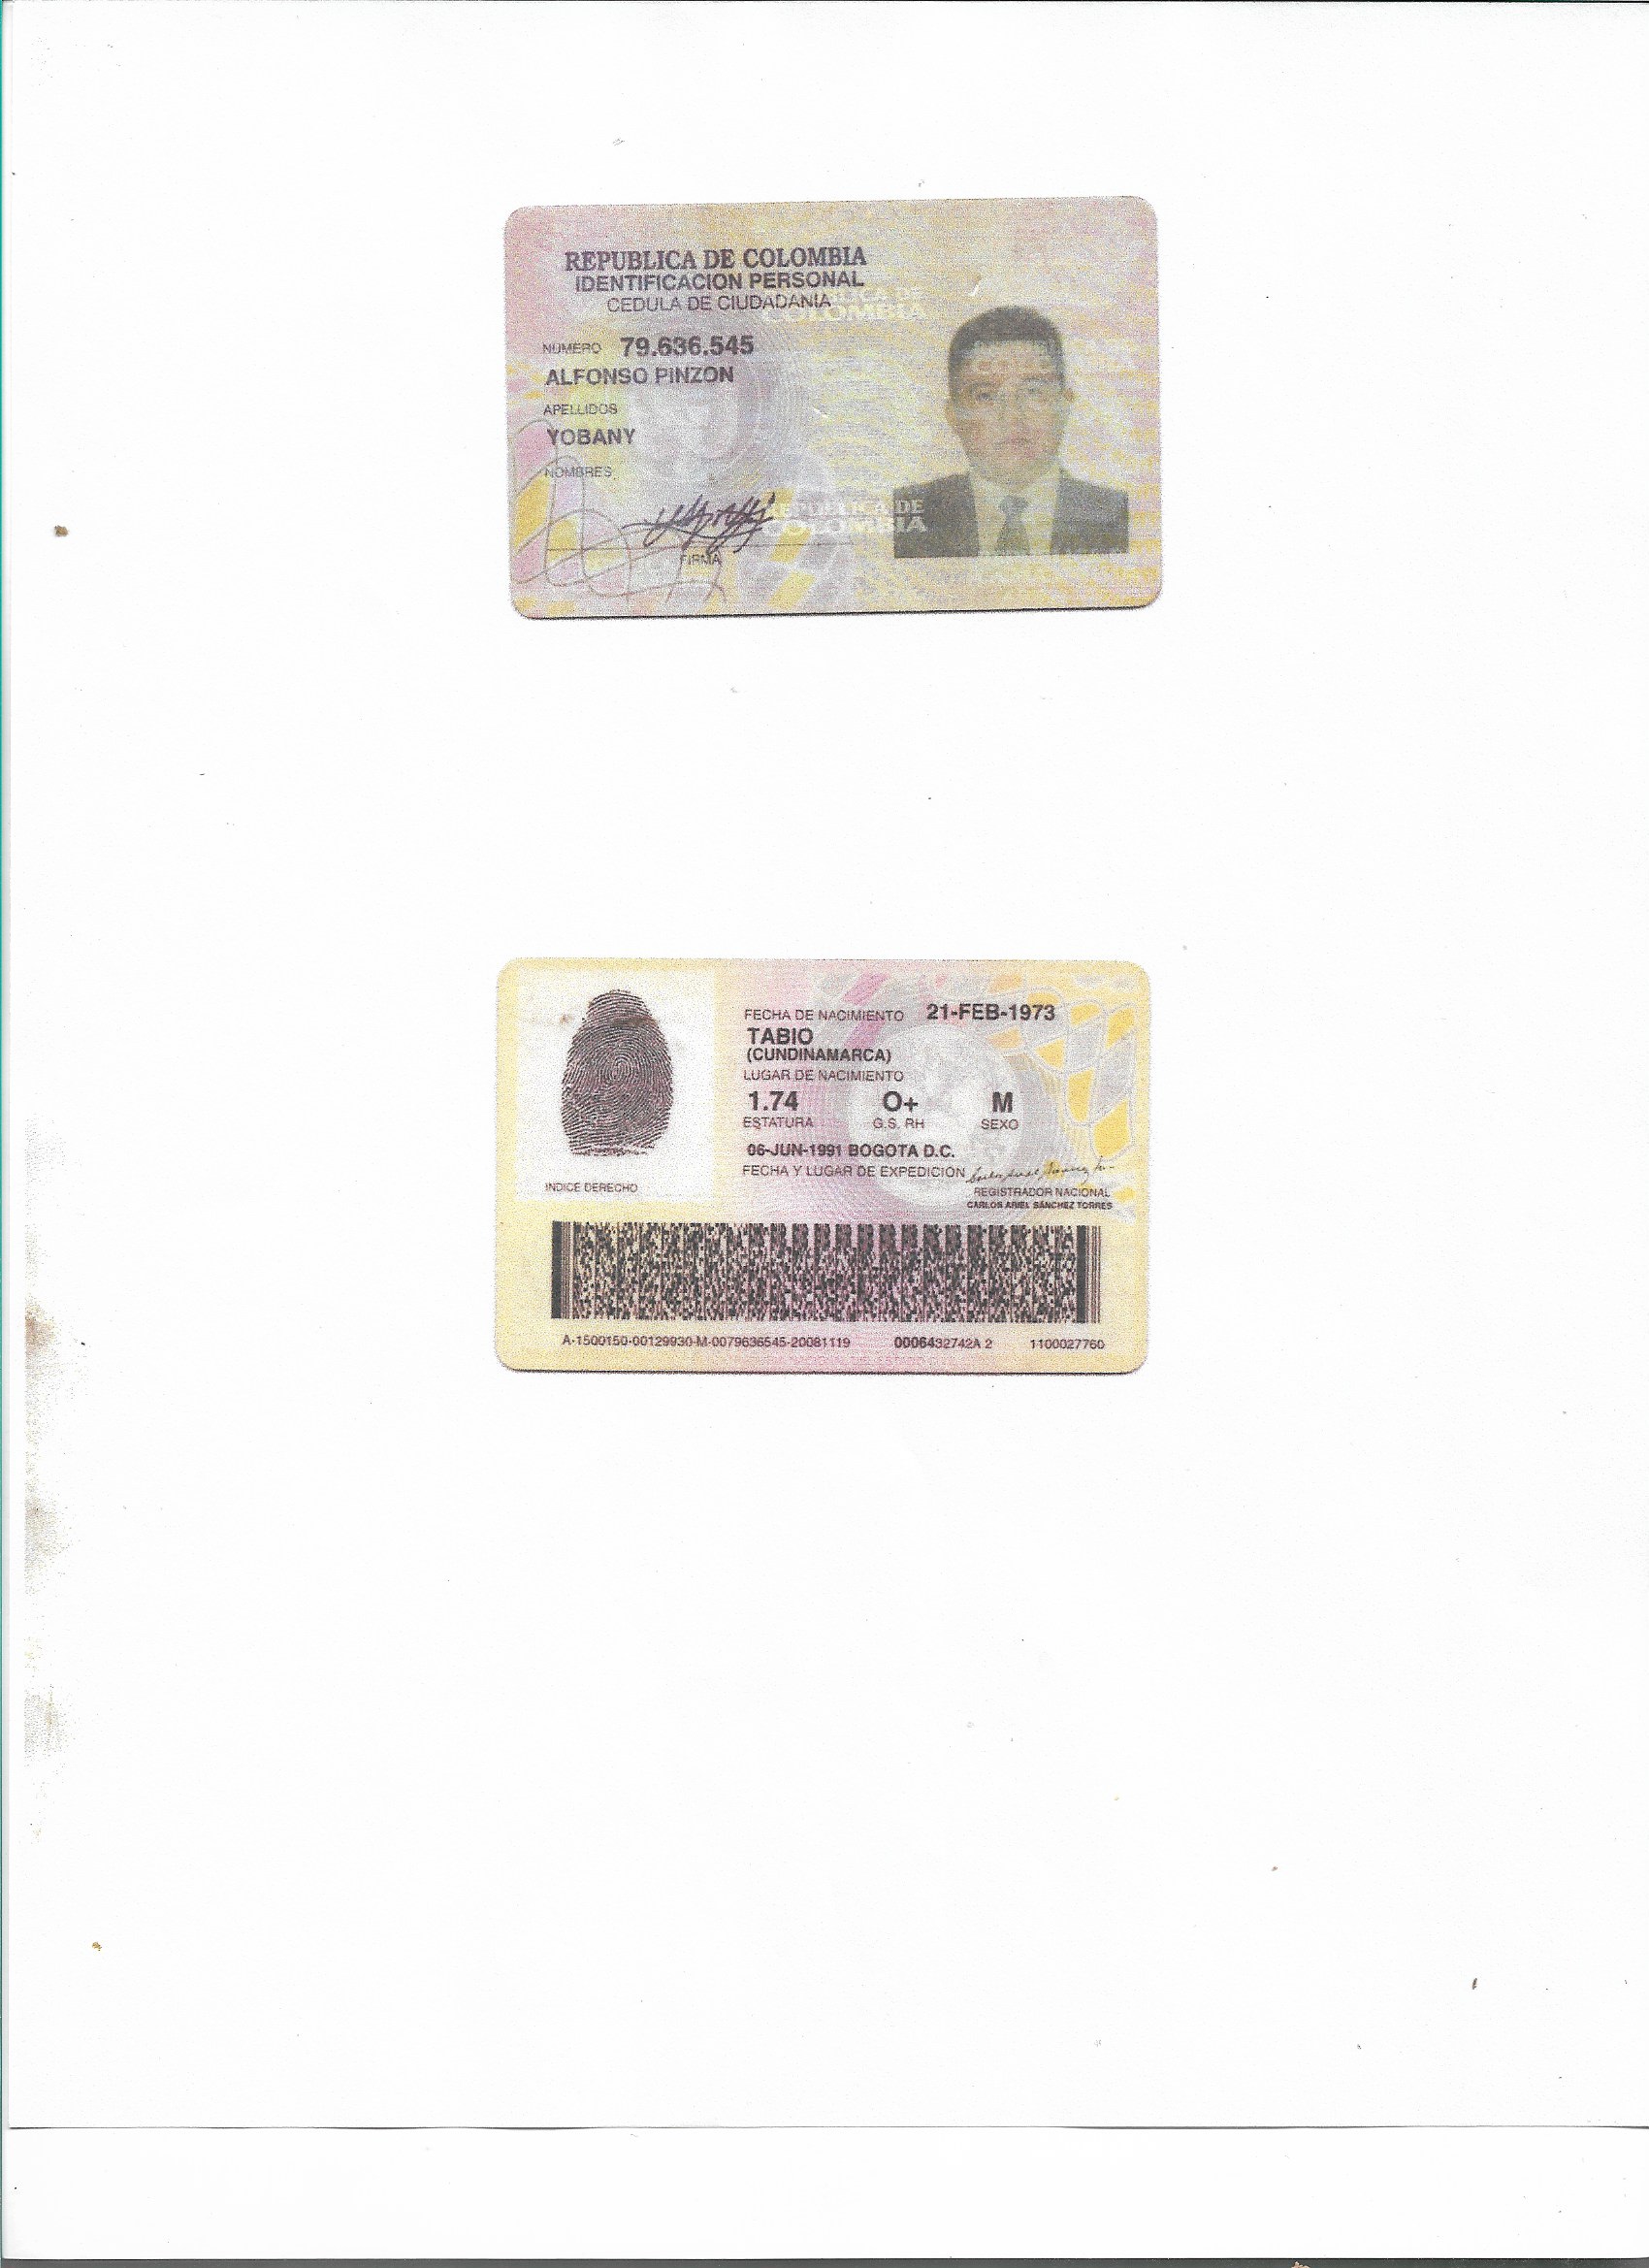 REPUBLICA DE COLOMBIA
IDENTIFICACION PERSONAL
CEDULA DE CIUDADANIA
NUMERO 79.636.545
ALFONSO PINZON
APELLIDOS
YOBANY
NOMBRES
REPUBLICA DE
COLOMBIA
FIRMA
FECHA DE NACIMIENTO 21-FEB-1973
TABIO
(CUNDINAMARCA)
LUGAR DE NACIMIENTO
1.74 O+ M
ESTATURA G.S. RH SEXO
06-JUN-1991 BOGOTA D.C.
FECHA Y LUGAR DE EXPEDICION
INDICE DERECHO
REGISTRADOR NACIONAL
CARLOS ARIEL SANCHEZ TORRES
A-1500150-00129930-M-0079636545-20081119 0006432742A 2 1100027760